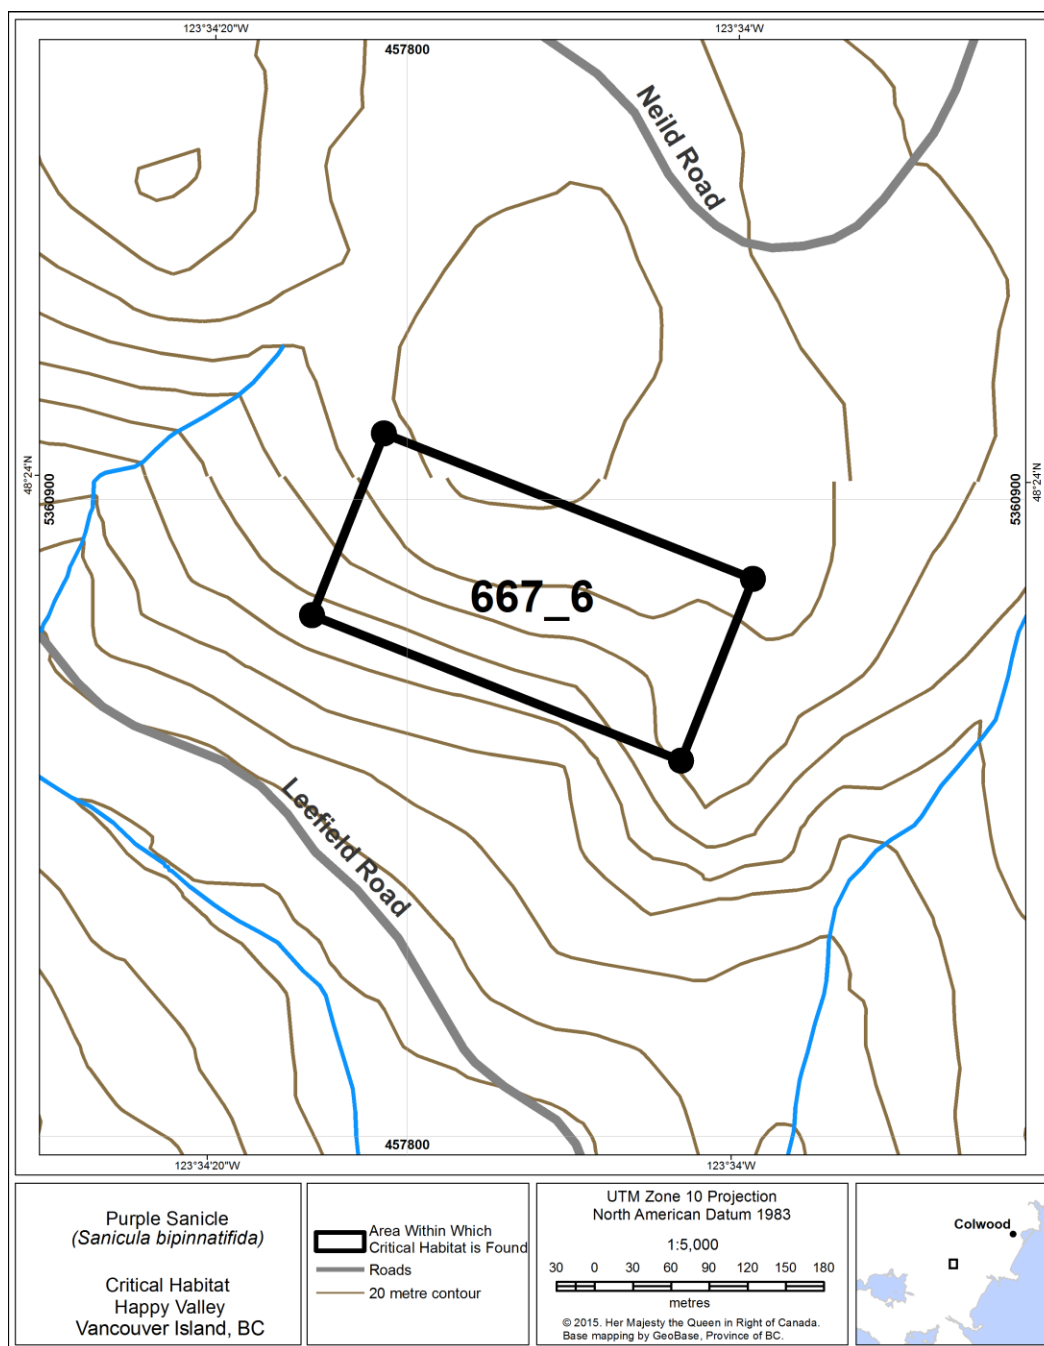 123°34'20"W
123°34'W
457800
Neild Road
48°24'N
5360900
5360900
48°24'N
667_6
Leefield Road
457800
123°34'20"W
123°34'W
Purple Sanicle
(Sanicula bipinnatifida)
Critical Habitat
Happy Valley
Vancouver Island, BC
Area Within Which
Critical Habitat is Found
Roads
20 metre contour
UTM Zone 10 Projection
North American Datum 1983
1:5,000
30 0 30 60 90 120 150 180
metres
© 2015. Her Majesty the Queen in Right of Canada.
Base mapping by GeoBase, Province of BC.
Colwood